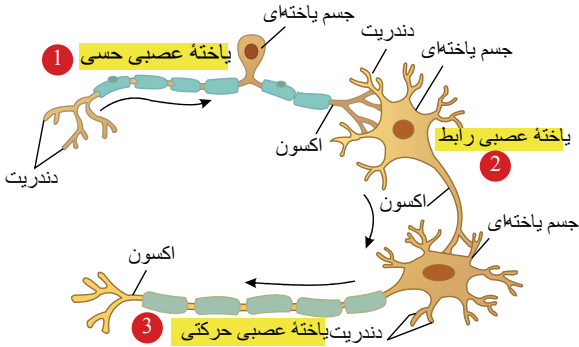 جسم یاخته‌ای
1
یاختهٔ عصبی حسی
دندریت
جسم یاخته‌ای
دندریت
اکسون
یاختهٔ عصبی رابط
2
اکسون
جسم یاخته‌ای
اکسون
3
یاختهٔ عصبی حرکتی
دندریت